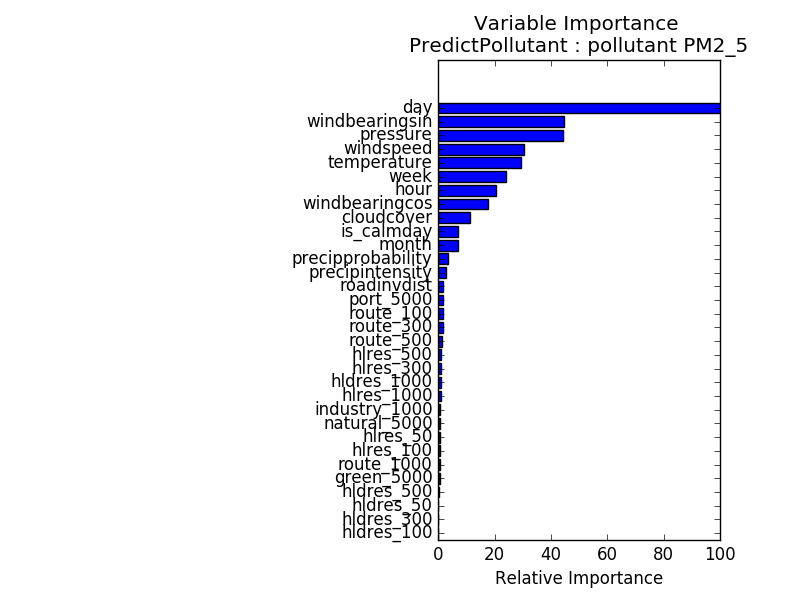 Variable Importance
PredictPollutant : pollutant PM2_5
day
windbearingsin
pressure
windspeed
temperature
week
hour
windbearingcos
cloudcover
is_calmday
month
precipprobability
precipintensity
roadinvdist
port_5000
route_100
route_300
route_500
hlres_500
hlres_300
hldres_1000
hlres_1000
industry_1000
natural_5000
hlres_50
hlres_100
route_1000
green_5000
hldres_500
hldres_50
hldres_300
hldres_100
0 20 40 60 80 100
Relative Importance